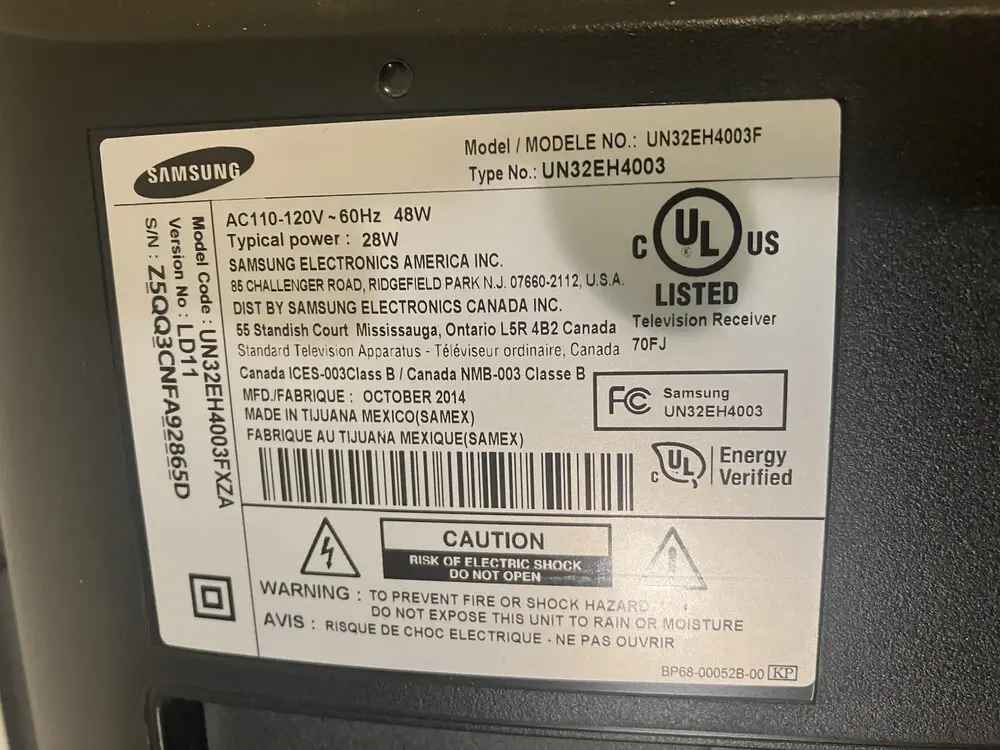 SAMSUNG
Model / MODELE NO.: UN32EH4003F
Type No.: UN32EH4003
Model Code : UN32EH4003FXZA
Version No : LD11
S/N : Z5QQ3CNFA92865D
AC110-120V ~ 60Hz 48W
Typical power : 28W
SAMSUNG ELECTRONICS AMERICA INC.
85 CHALLENGER ROAD, RIDGEFIELD PARK N.J. 07660-2112, U.S.A.
DIST BY SAMSUNG ELECTRONICS CANADA INC.
55 Standish Court Mississauga, Ontario L5R 4B2 Canada
Standard Television Apparatus - Téléviseur ordinaire, Canada
Canada ICES-003Class B / Canada NMB-003 Classe B
MFD./FABRIQUE : OCTOBER 2014
MADE IN TIJUANA MEXICO(SAMEX)
FABRIQUE AU TIJUANA MEXIQUE(SAMEX)
C UL US
®
LISTED
Television Receiver
70FJ
FC Samsung
UN32EH4003
C UL Energy
Verified
CAUTION
RISK OF ELECTRIC SHOCK
DO NOT OPEN
WARNING : TO PREVENT FIRE OR SHOCK HAZARD
DO NOT EXPOSE THIS UNIT TO RAIN OR MOISTURE
AVIS : RISQUE DE CHOC ELECTRIQUE - NE PAS OUVRIR
BP68-00052B-00 KP